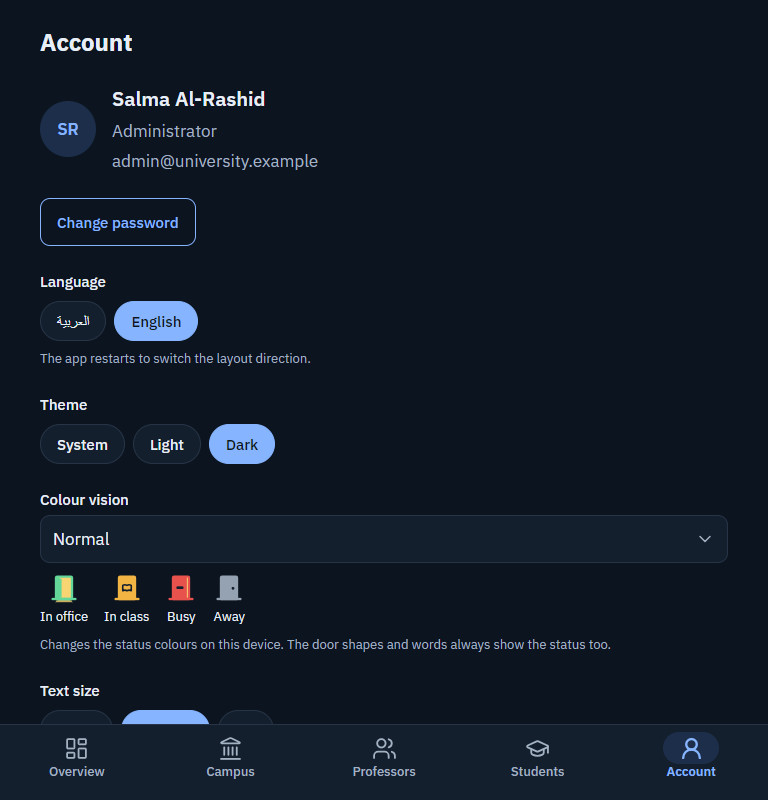 Account
SR
Salma Al-Rashid
Administrator
admin@university.example
Change password
Language
العربية English
The app restarts to switch the layout direction.
Theme
System Light Dark
Colour vision
Normal
In office In class Busy Away
Changes the status colours on this device. The door shapes and words always show the status too.
Text size
Overview Campus Professors Students Account